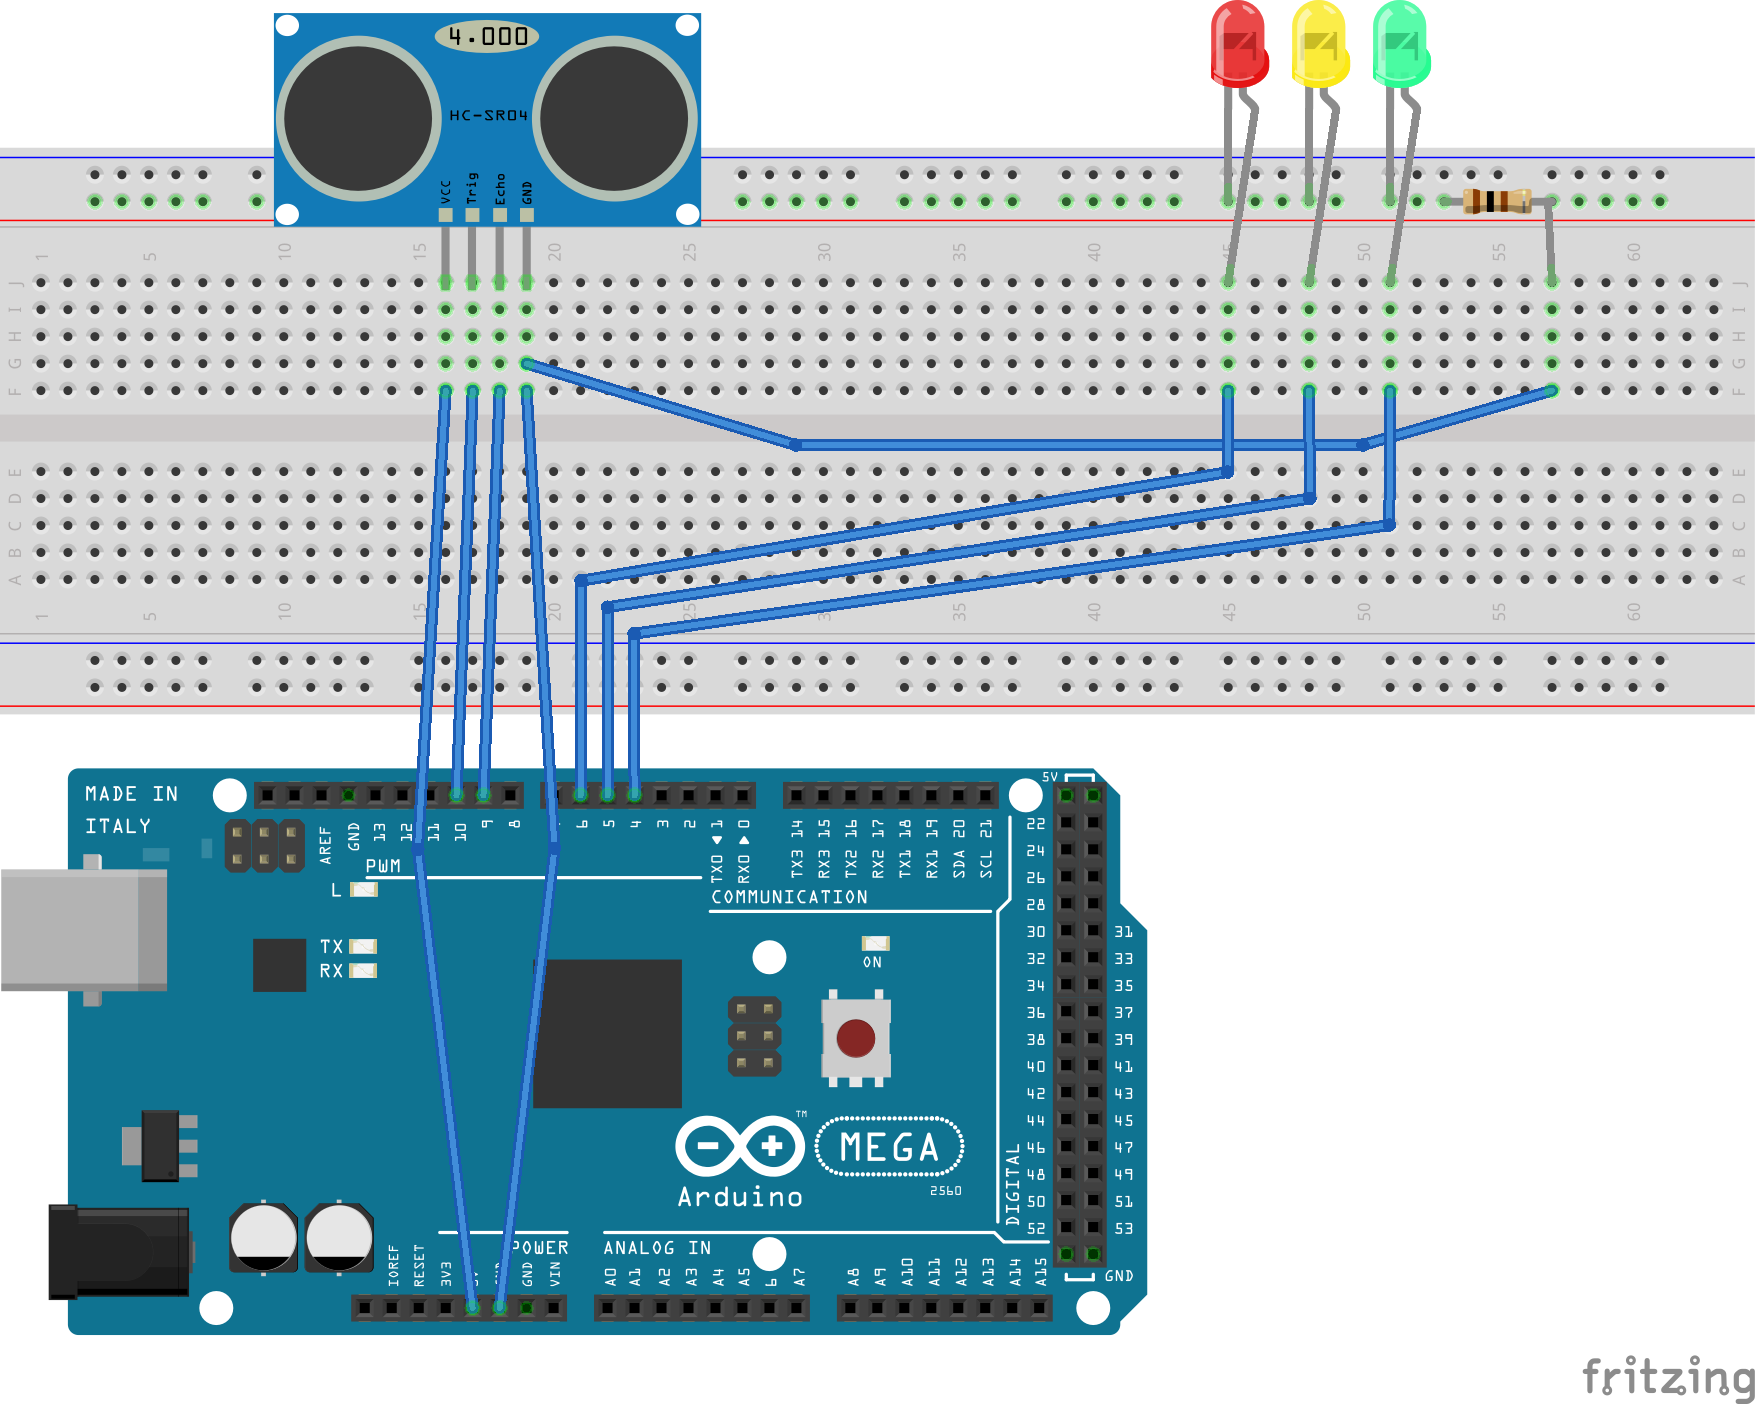 4.000
HC-SR04
VCC Trig Echo GND
1 5 10 15 20 25 30 35 40 45 50 55 60
J J
I I
H H
G G
F F
E E
D D
C C
B B
A A
1 5 10 15 20 25 30 35 40 45 50 55 60
MADE IN
ITALY
AREF GND 13 12 11 10 9 8 6 5 4 3 2 TX0 1 RX0 0
TX3 14 RX3 15 TX2 16 RX2 17 TX1 18 RX1 19 SDA 20 SCL 21
PWM
COMMUNICATION
L
TX
RX
ON
5V
22
24
26
28
30 31
32 33
34 35
36 37
38 39
40 41
42 43
44 45
46 47
48 49
50 51
52 53
GND
DIGITAL
TM
MEGA
2560
Arduino
POWER
ANALOG IN
IOREF RESET 3V3 GND VIN
A0 A1 A2 A3 A4 A5 6 A7
A8 A9 A10 A11 A12 A13 A14 A15
fritzing